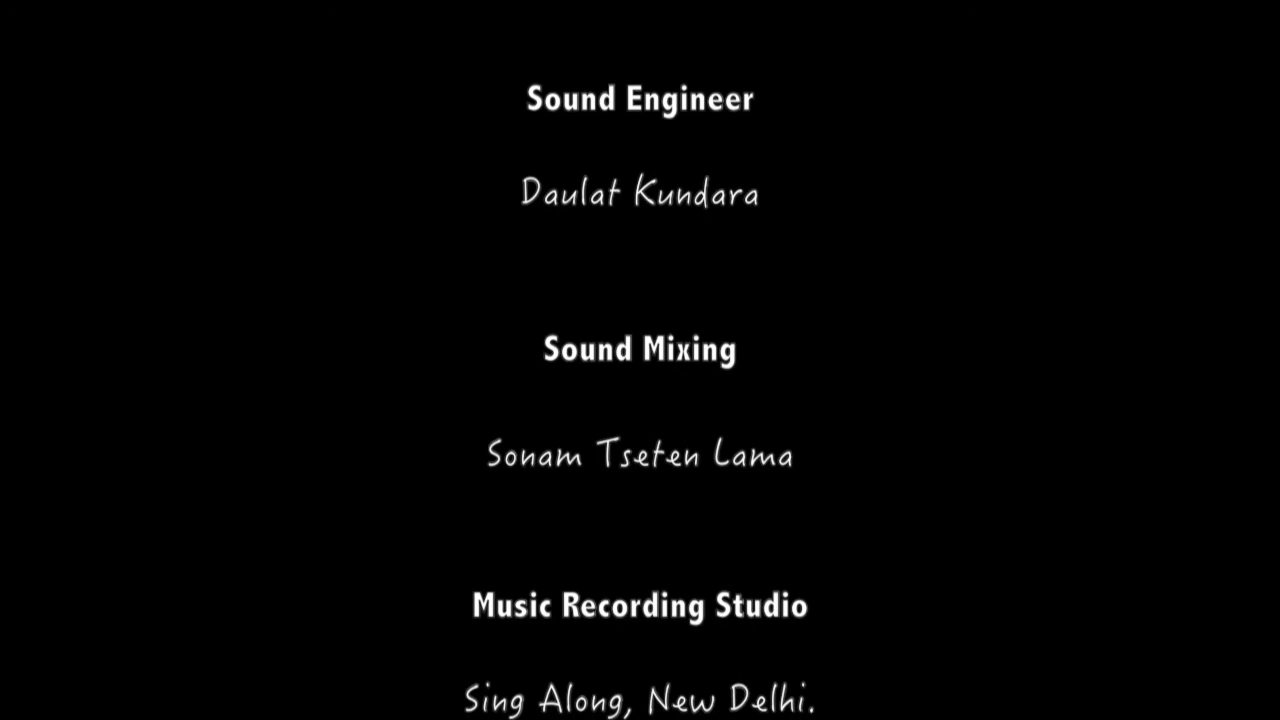 Sound Engineer
Daulat Kundara
Sound Mixing
Sonam Tseten Lama
Music Recording Studio
Sing Along, New Delhi.